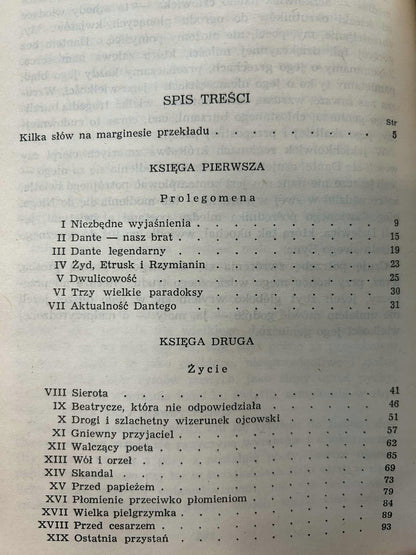 SPIS TREŚCI
Str
Kilka słów na marginesie przekładu . . . . . . . . 5
KSIĘGA PIERWSZA
Prolegomena
I Niezbędne wyjaśnienia . . . . . . . . 9
II Dante — nasz brat . . . . . . . . 15
III Dante legendarny . . . . . . . . 19
IV Żyd, Etrusk i Rzymianin . . . . . . . . 23
V Dwulicowość . . . . . . . . 25
VI Trzy wielkie paradoksy . . . . . . . . 30
VII Aktualność Dantego . . . . . . . . 31
KSIĘGA DRUGA
Życie
VIII Sierota . . . . . . . . 41
IX Beatrycze, która nie odpowiedziała . . . . . 46
X Drogi i szlachetny wizerunek ojcowski . . . . 51
XI Gniewny przyjaciel . . . . . . . . 57
XII Walczący poeta . . . . . . . . 62
XIII Wół i orzeł . . . . . . . . 65
XIV Skandal . . . . . . . . 69
XV Przed papieżem . . . . . . . . 73
XVI Płomienie przeciwko płomieniom . . . . . . 79
XVII Wielka pielgrzymka . . . . . . . . 84
XVIII Przed cesarzem . . . . . . . . 89
XIX Ostatnia przystań . . . . . . . . 93